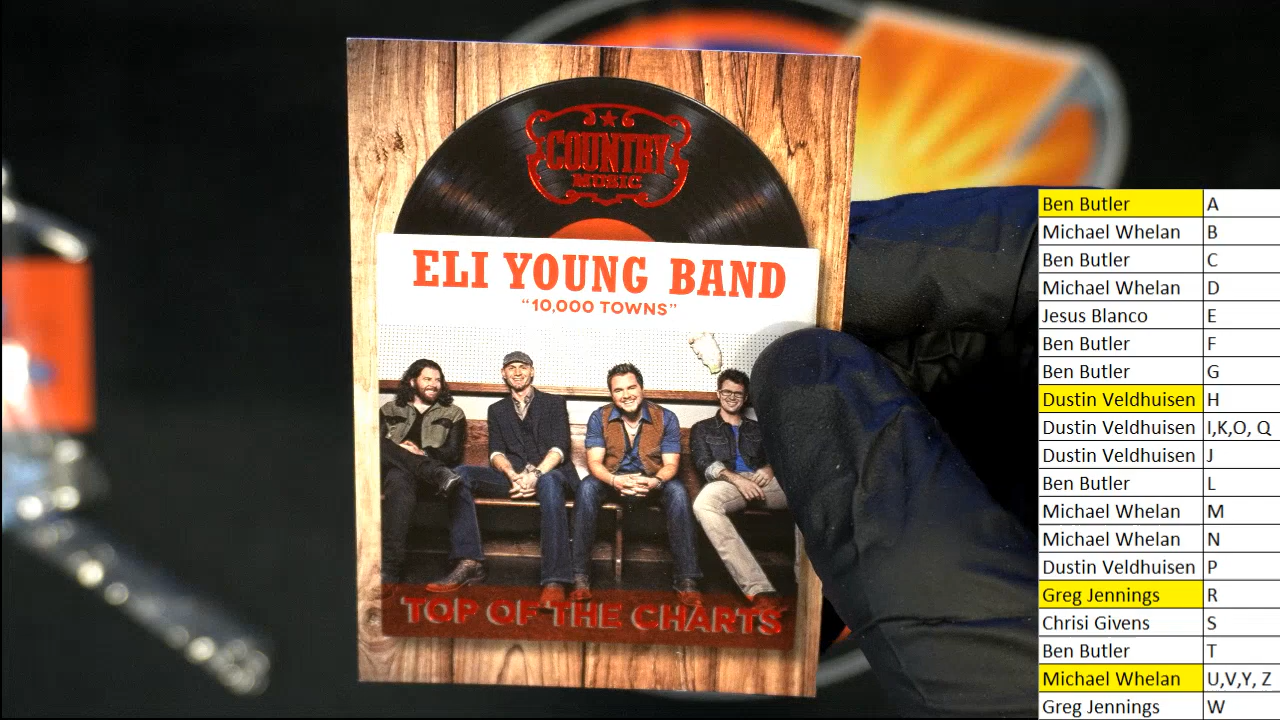 COUNTRY
MUSIC
ELI YOUNG BAND
“10,000 TOWNS”
TOP OF THE CHARTS
Ben Butler A
Michael Whelan B
Ben Butler C
Michael Whelan D
Jesus Blanco E
Ben Butler F
Ben Butler G
Dustin Veldhuisen H
Dustin Veldhuisen I,K,O, Q
Dustin Veldhuisen J
Ben Butler L
Michael Whelan M
Michael Whelan N
Dustin Veldhuisen P
Greg Jennings R
Chrisi Givens S
Ben Butler T
Michael Whelan U,V,Y, Z
Greg Jennings W